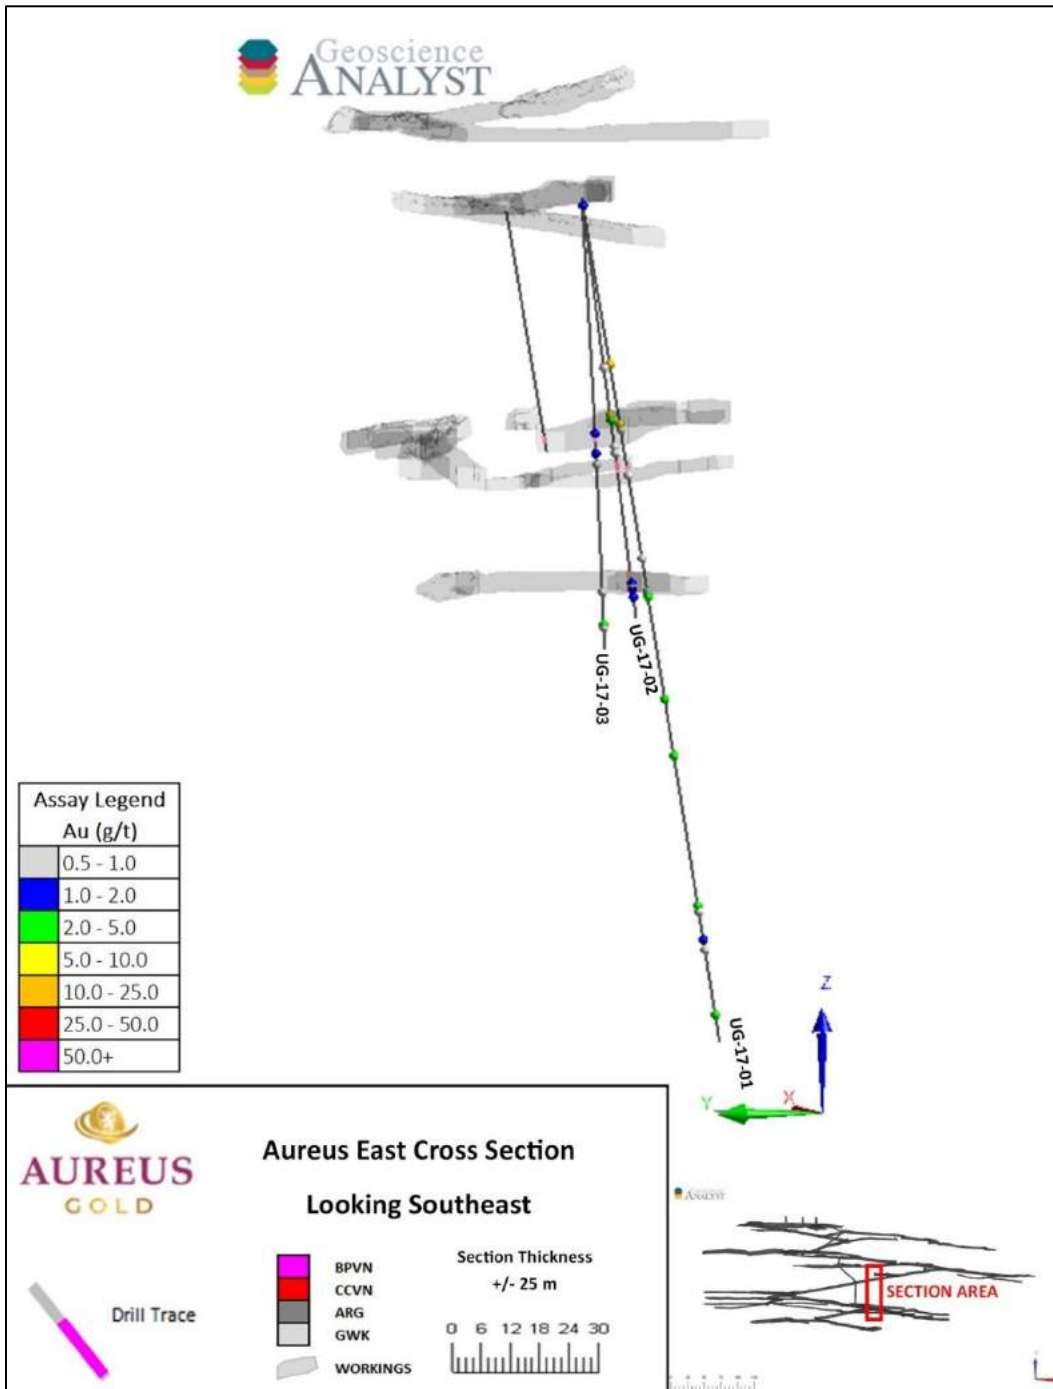 Geoscience
ANALYST
UG-17-03
UG-17-02
UG-17-01
Assay Legend
Au (g/t)
0.5 - 1.0
1.0 - 2.0
2.0 - 5.0
5.0 - 10.0
10.0 - 25.0
25.0 - 50.0
50.0+
Z
Y
X
AUREUS
GOLD
Drill Trace
Aureus East Cross Section
Looking Southeast
BPVN
CCVN
ARG
GWK
WORKINGS
Section Thickness
+/- 25 m
0 6 12 18 24 30
Geoscience
ANALYST
SECTION AREA